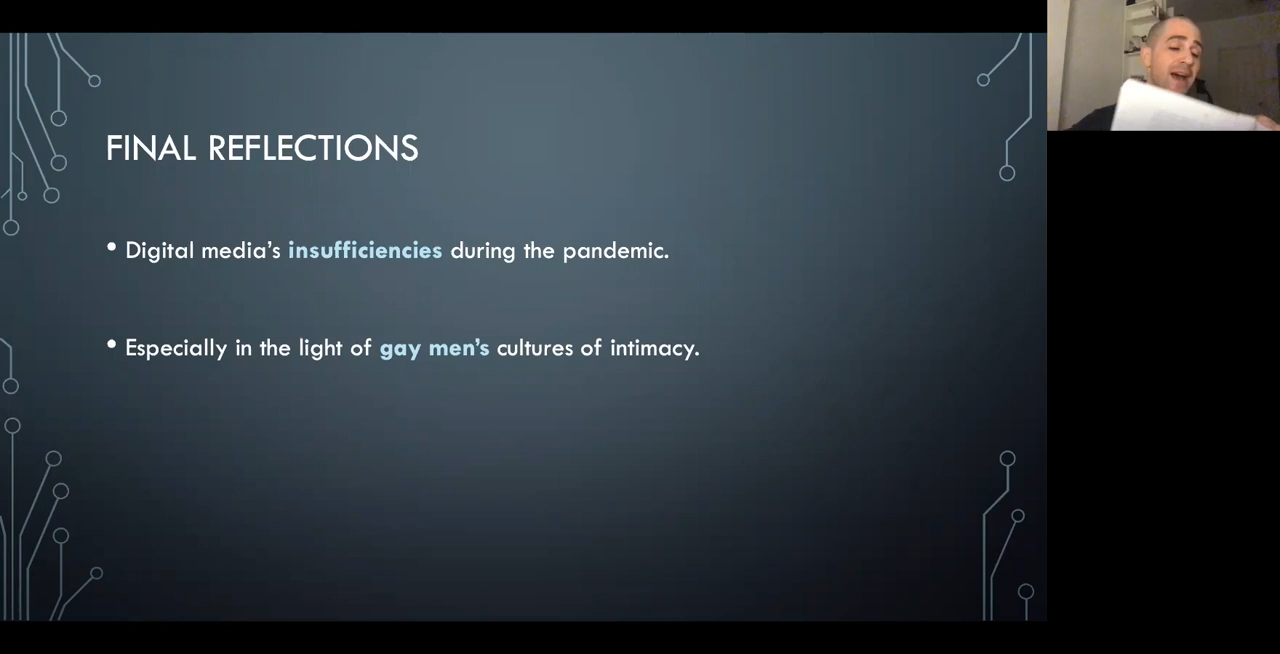 FINAL REFLECTIONS
• Digital media’s insufficiencies during the pandemic.
• Especially in the light of gay men’s cultures of intimacy.